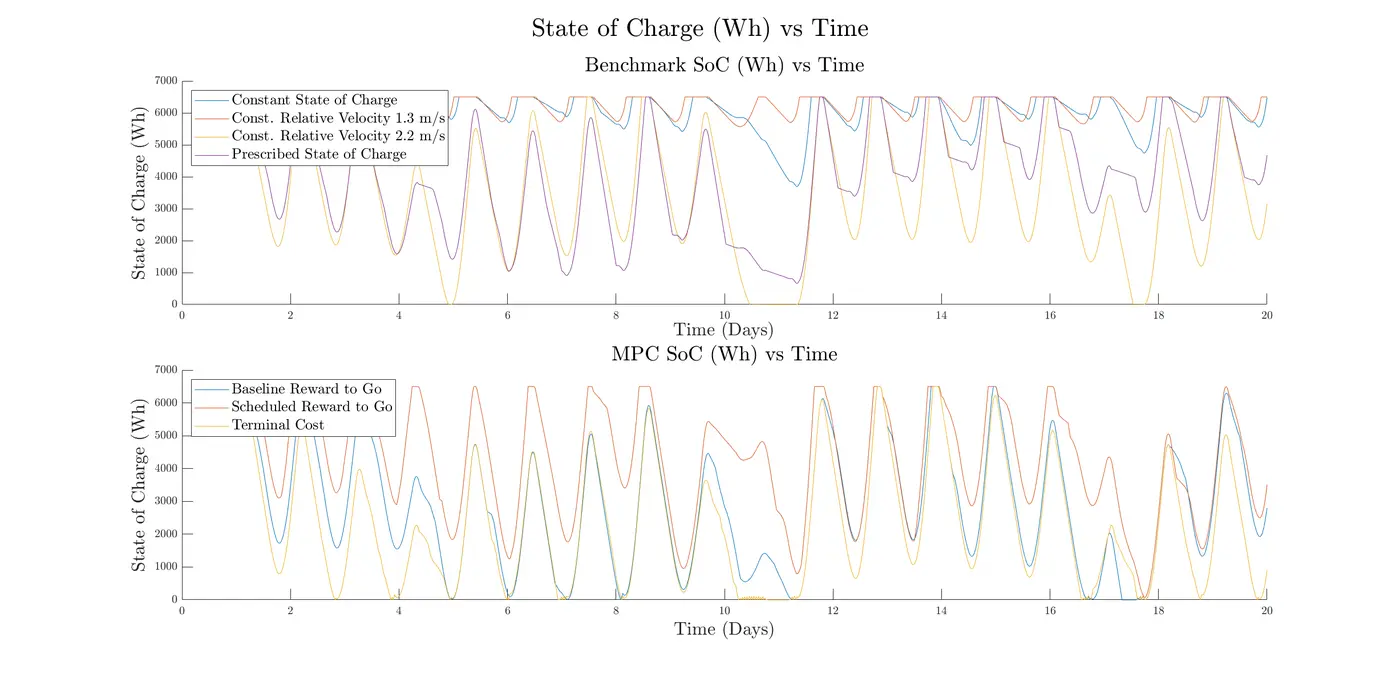 State of Charge (Wh) vs Time
Benchmark SoC (Wh) vs Time
7000
6000
5000
4000
3000
2000
1000
0
State of Charge (Wh)
Constant State of Charge
Const. Relative Velocity 1.3 m/s
Const. Relative Velocity 2.2 m/s
Prescribed State of Charge
0 2 4 6 8 10 12 14 16 18 20
Time (Days)
MPC SoC (Wh) vs Time
7000
6000
5000
4000
3000
2000
1000
0
State of Charge (Wh)
Baseline Reward to Go
Scheduled Reward to Go
Terminal Cost
0 2 4 6 8 10 12 14 16 18 20
Time (Days)